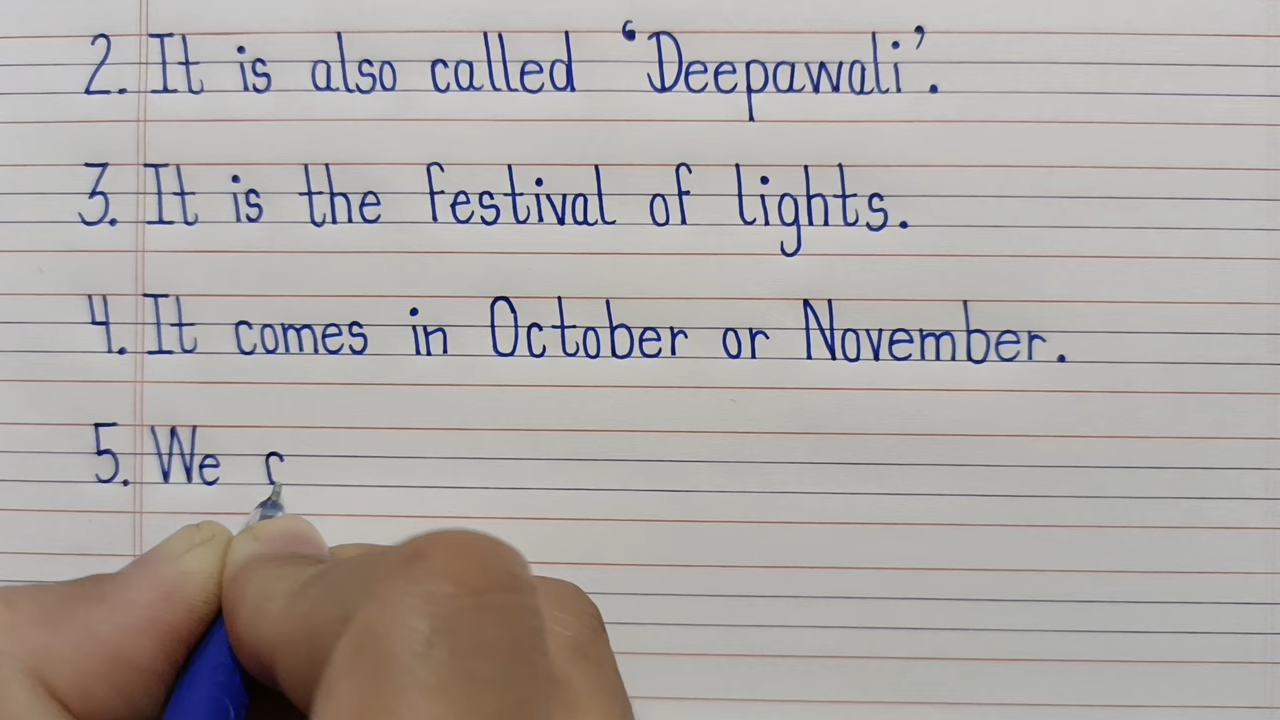 2. It is also called ‘Deepawali’.
3. It is the festival of lights.
4. It comes in October or November.
5. We